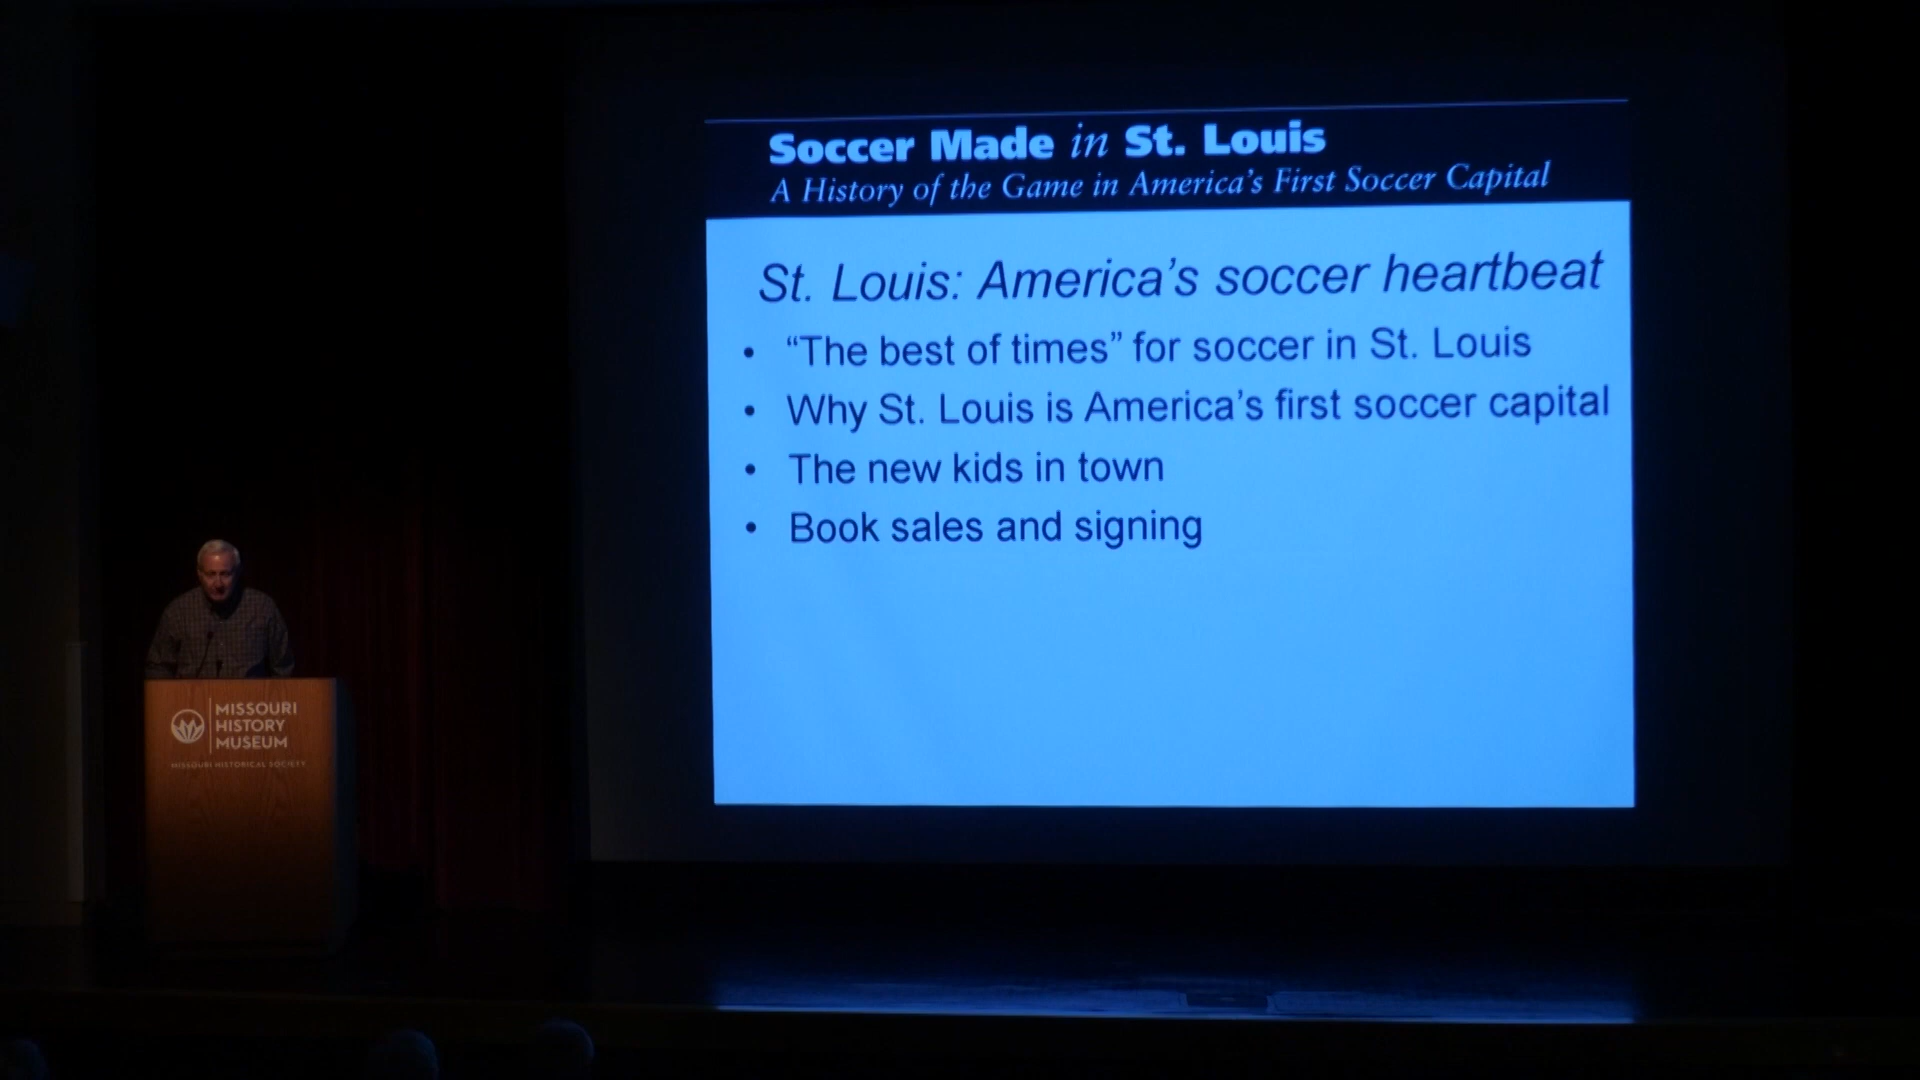 Soccer Made in St. Louis
A History of the Game in America's First Soccer Capital
St. Louis: America's soccer heartbeat
• “The best of times” for soccer in St. Louis
• Why St. Louis is America's first soccer capital
• The new kids in town
• Book sales and signing
MISSOURI
HISTORY
MUSEUM
MISSOURI HISTORICAL SOCIETY